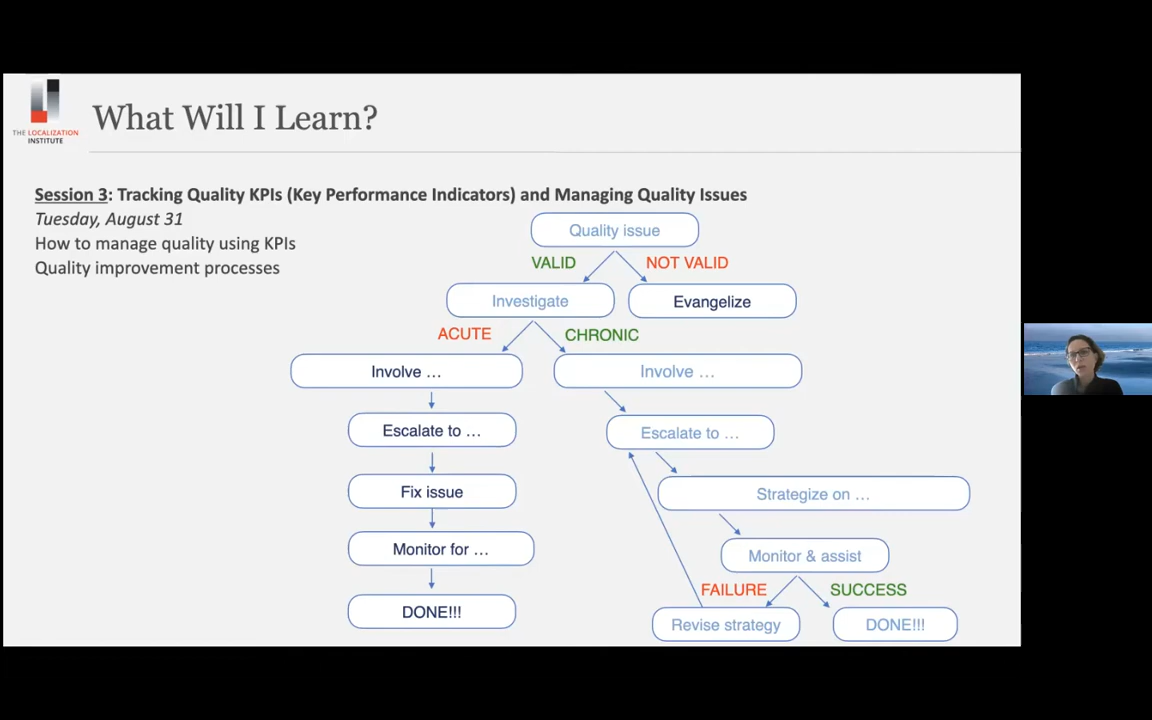 THE LOCALIZATION
INSTITUTE
What Will I Learn?
Session 3: Tracking Quality KPIs (Key Performance Indicators) and Managing Quality Issues
Tuesday, August 31
How to manage quality using KPIs
Quality improvement processes
Quality issue
VALID
NOT VALID
Investigate
Evangelize
ACUTE
CHRONIC
Involve …
Involve …
Escalate to …
Escalate to …
Fix issue
Strategize on …
Monitor for …
Monitor & assist
FAILURE
SUCCESS
DONE!!!
Revise strategy
DONE!!!